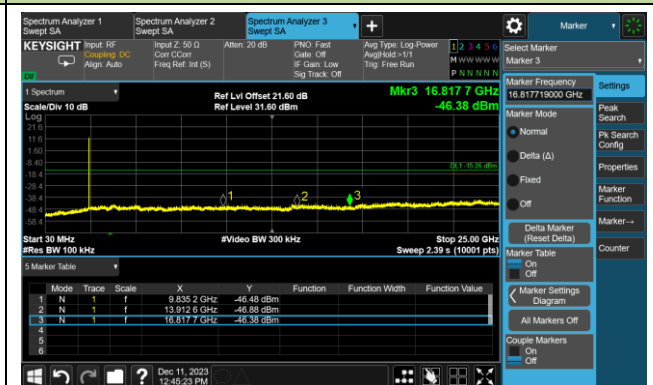 Spectrum Analyzer 1 Swept SA
Spectrum Analyzer 2 Swept SA
Spectrum Analyzer 3 Swept SA
Marker
KEYSIGHT Input: RF Input Z: 50 Ω Atten: 20 dB PNO: Fast Avg Type: Log-Power 1 2 3 4 5 6
Coupling: DC Corr CCorr Gate: Off Avg|Hold:>1/1 M W W W W W
Align: Auto Freq Ref: Int (S) IF Gain: Low Trig: Free Run
Sig Track: Off P N N N N N
Select Marker
Marker 3
1 Spectrum
Ref Lvl Offset 21.60 dB Mkr3 16.817 7 GHz
Scale/Div 10 dB Ref Level 31.60 dBm -46.38 dBm
Log
21.6
11.6
1.60
-8.40
DL1 -15.26 dBm
-18.4
-28.4
-38.4
-48.4
-58.4
1
2
3
Start 30 MHz #Video BW 300 kHz Stop 25.00 GHz
#Res BW 100 kHz Sweep 2.39 s (10001 pts)
5 Marker Table
Mode Trace Scale X Y Function Function Width Function Value
1 N 1 f 9.835 2 GHz -46.48 dBm
2 N 1 f 13.912 6 GHz -46.88 dBm
3 N 1 f 16.817 7 GHz -46.38 dBm
4
5
6
Dec 11, 2023
12:45:23 PM
Marker Frequency
16.817719000 GHz
Marker Mode
Normal
Delta (Δ)
Fixed
Off
Delta Marker
(Reset Delta)
Marker Table
On
Off
Marker Settings
Diagram
All Markers Off
Couple Markers
On
Off
Settings
Peak Search
Pk Search Config
Properties
Marker Function
Marker→
Counter